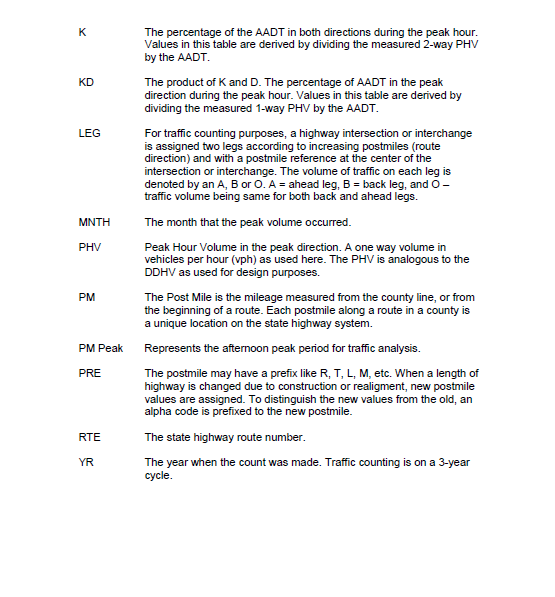 K The percentage of the AADT in both directions during the peak hour.
Values in this table are derived by dividing the measured 2-way PHV
by the AADT.
KD The product of K and D. The percentage of AADT in the peak
direction during the peak hour. Values in this table are derived by
dividing the measured 1-way PHV by the AADT.
LEG For traffic counting purposes, a highway intersection or interchange
is assigned two legs according to increasing postmiles (route
direction) and with a postmile reference at the center of the
intersection or interchange. The volume of traffic on each leg is
denoted by an A, B or O. A = ahead leg, B = back leg, and O –
traffic volume being same for both back and ahead legs.
MNTH The month that the peak volume occurred.
PHV Peak Hour Volume in the peak direction. A one way volume in
vehicles per hour (vph) as used here. The PHV is analogous to the
DDHV as used for design purposes.
PM The Post Mile is the mileage measured from the county line, or from
the beginning of a route. Each postmile along a route in a county is
a unique location on the state highway system.
PM Peak Represents the afternoon peak period for traffic analysis.
PRE The postmile may have a prefix like R, T, L, M, etc. When a length of
highway is changed due to construction or realigment, new postmile
values are assigned. To distinguish the new values from the old, an
alpha code is prefixed to the new postmile.
RTE The state highway route number.
YR The year when the count was made. Traffic counting is on a 3-year
cycle.